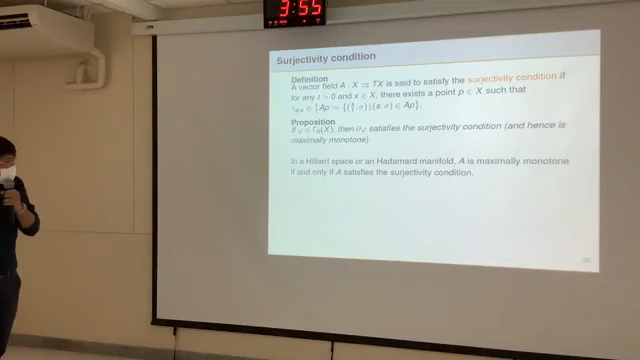 3:55
Surjectivity condition
Definition
A vector field A : X ⇉ TX is said to satisfy the surjectivity condition if
for any t > 0 and x ∈ X, there exists a point p ∈ X such that
Ap := {( , σ) | (s, σ) ∈ Ap}.
Proposition
If φ ∈ Γ₀(X), then ∂φ satisfies the surjectivity condition (and hence is
maximally monotone).
In a Hilbert space or an Hadamard manifold, A is maximally monotone
if and only if A satisfies the surjectivity condition.